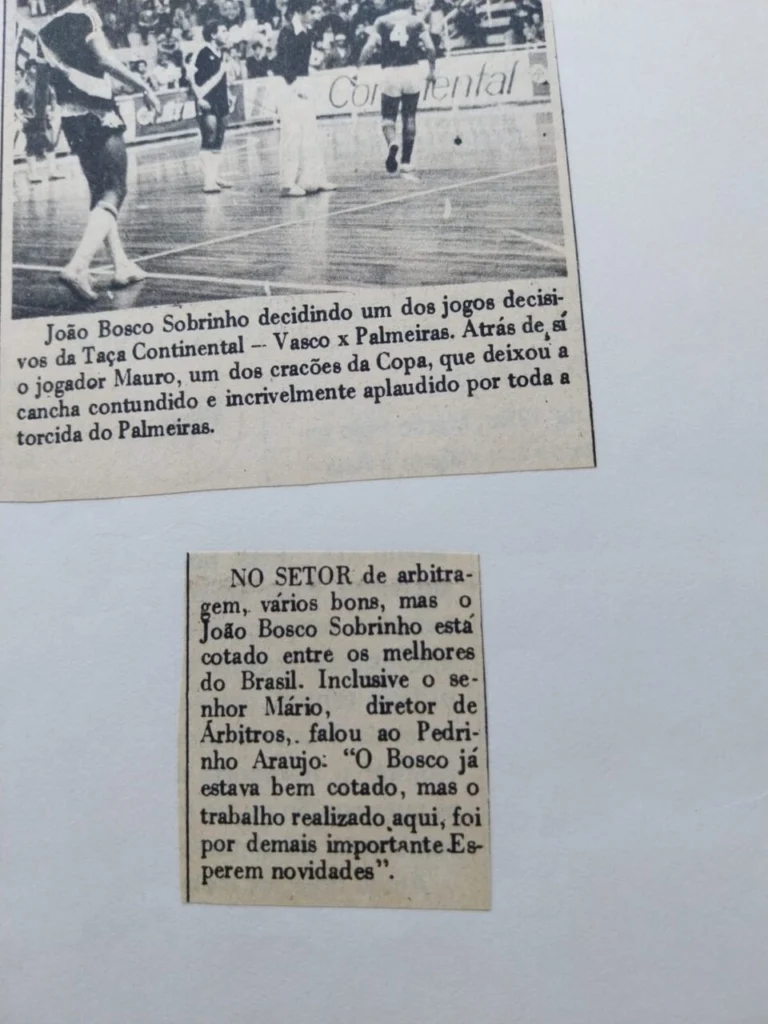 Con nental
4
João Bosco Sobrinho decidindo um dos jogos decisi-
vos da Taça Continental — Vasco x Palmeiras. Atrás de sí
o jogador Mauro, um dos cracões da Copa, que deixou a
cancha contundido e incrivelmente aplaudido por toda a
torcida do Palmeiras.
NO SETOR de arbitra-
gem, vários bons, mas o
João Bosco Sobrinho está
cotado entre os melhores
do Brasil. Inclusive o se-
nhor Mário, diretor de
Árbitros, falou ao Pedri-
nho Araujo: “O Bosco já
estava bem cotado, mas o
trabalho realizado aqui, foi
por demais importante.Es-
perem novidades”.